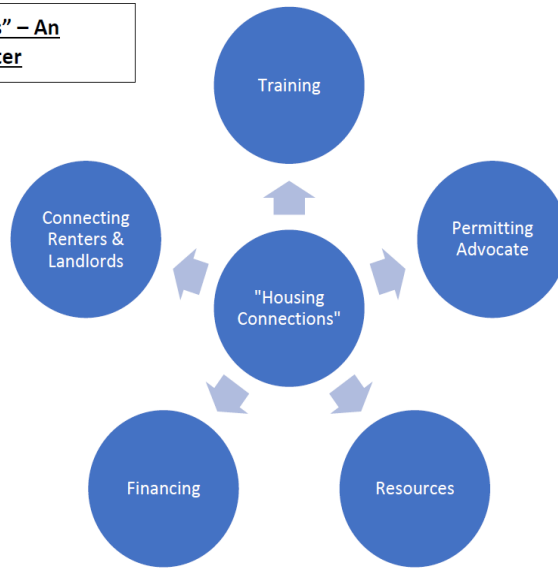 s” – An
ter
Training
Connecting
Renters &
Landlords
Permitting
Advocate
"Housing
Connections"
Financing
Resources